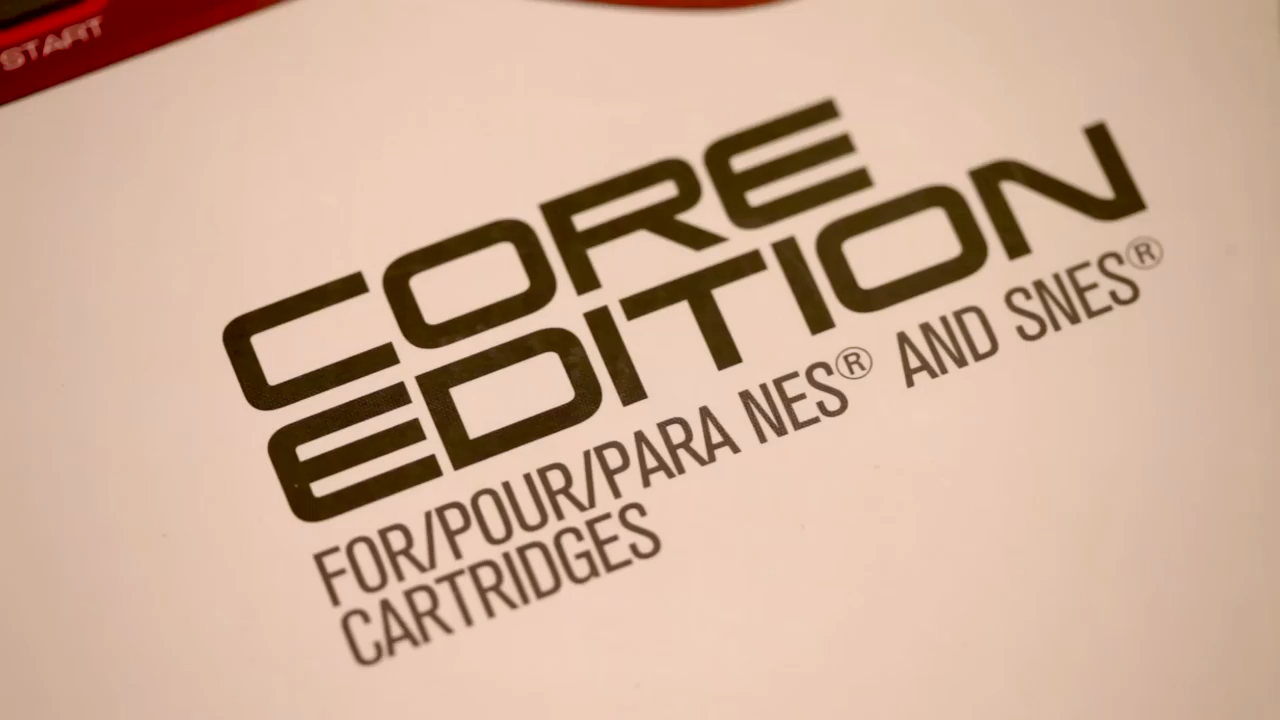 START
CORE
EDITION
FOR/POUR/PARA NES® AND SNES®
CARTRIDGES